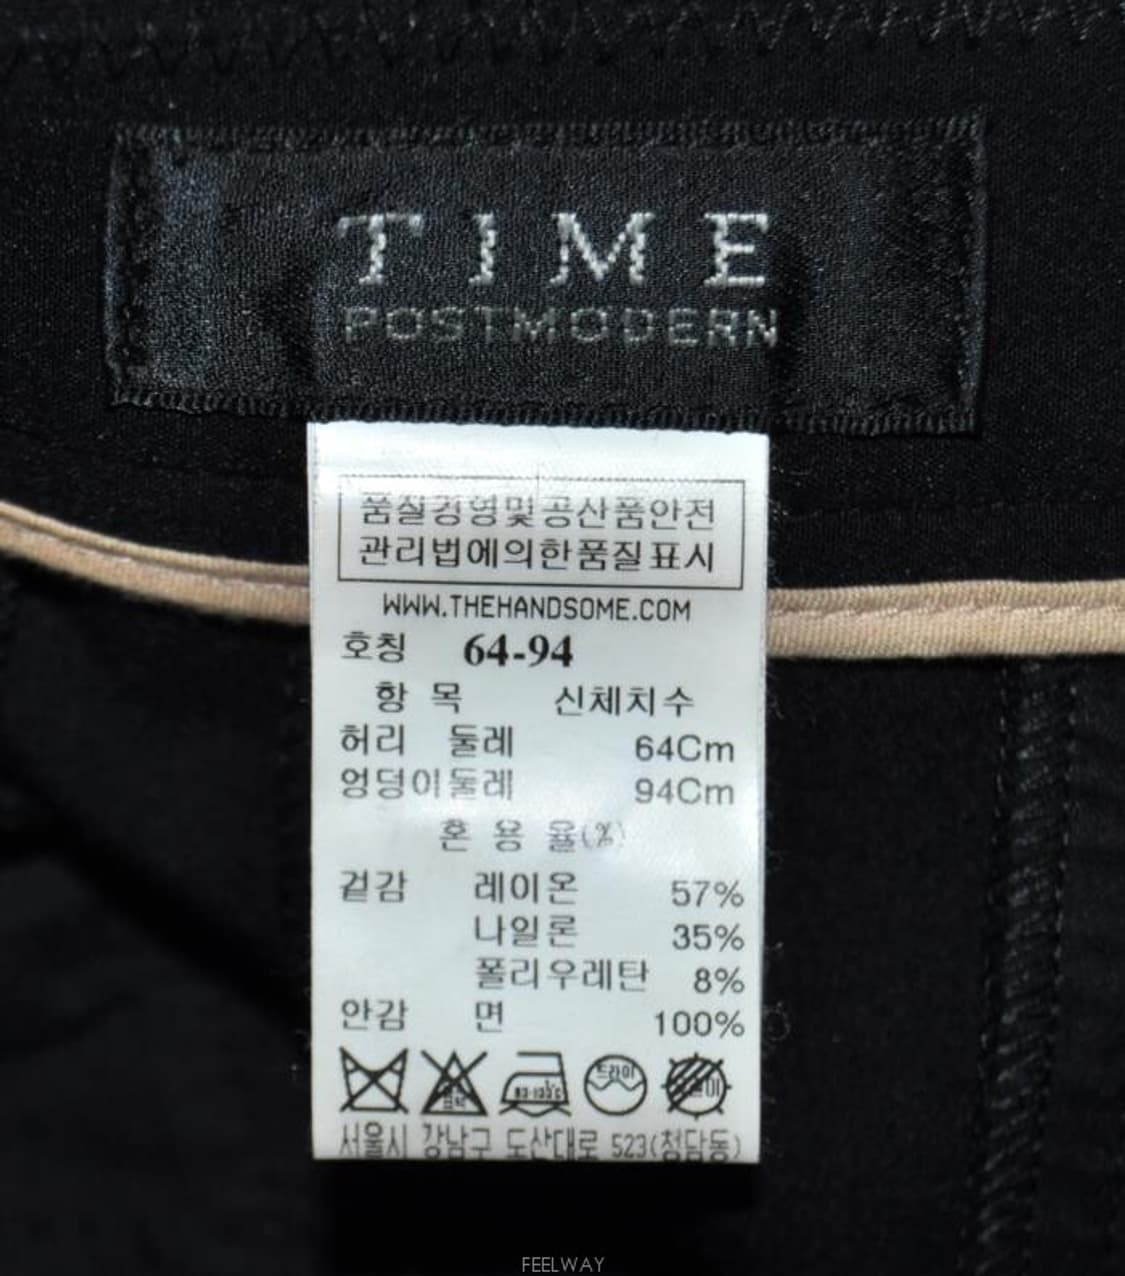 TIME
POSTMODERN
품질경영및공산품안전
관리법에의한품질표시
WWW.THEHANDSOME.COM
호칭 64-94
항 목 신체치수
허리 둘레 64Cm
엉덩이둘레 94Cm
혼 용 율(%)
겉감 레이온 57%
나일론 35%
폴리우레탄 8%
안감 면 100%
드라이
서울시 강남구 도산대로 523(청담동)
FEELWAY